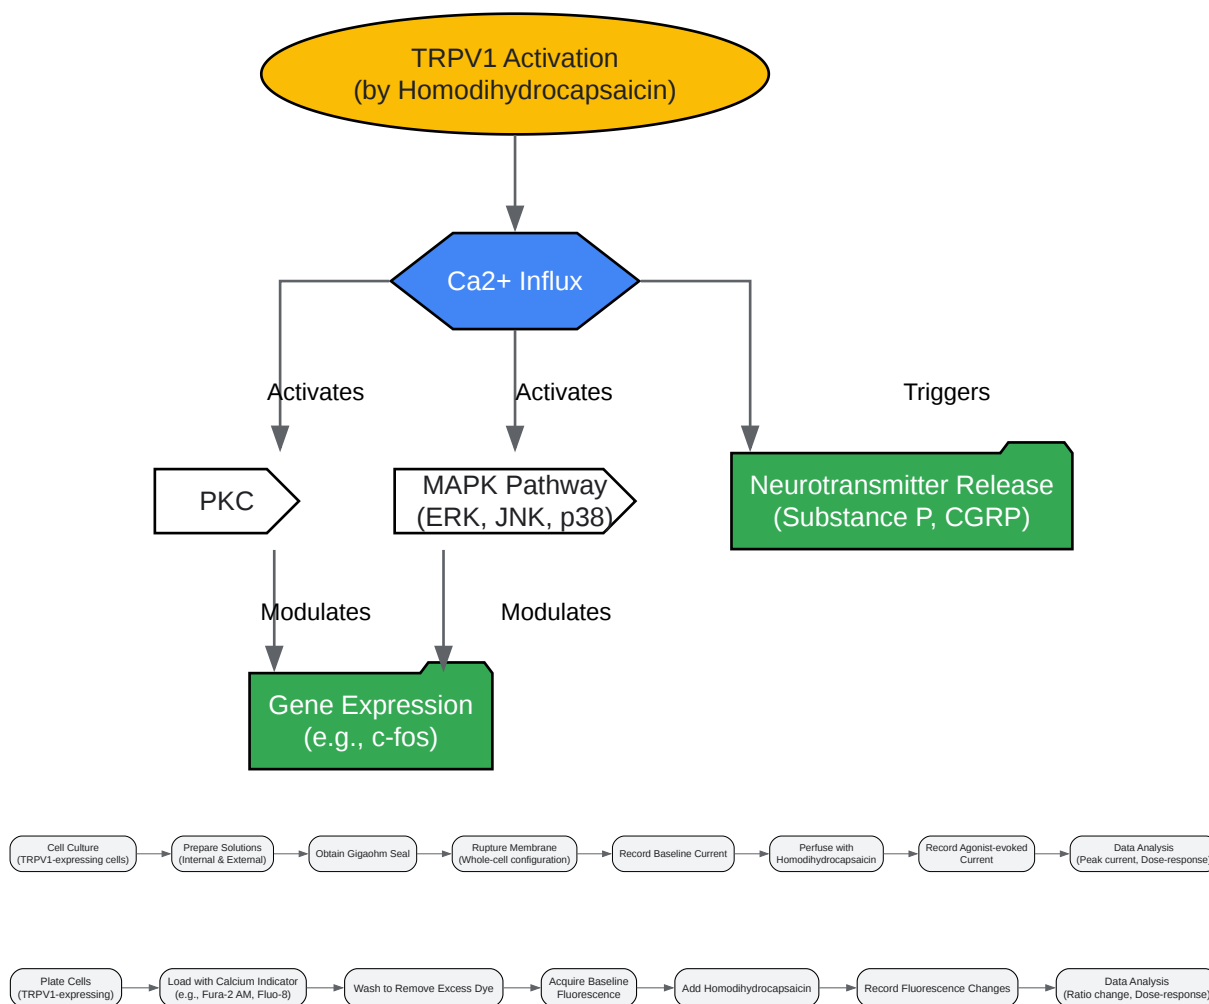 TRPV1 Activation
(by Homodihydrocapsaicin)
Ca2+ Influx
Activates
Activates
Triggers
PKC
MAPK Pathway
(ERK, JNK, p38)
Neurotransmitter Release
(Substance P, CGRP)
Modulates
Modulates
Gene Expression
(e.g., c-fos)
Cell Culture
(TRPV1-expressing cells)
Prepare Solutions
(Internal & External)
Obtain Gigaohm Seal
Rupture Membrane
(Whole-cell configuration)
Record Baseline Current
Perfuse with
Homodihydrocapsaicin
Record Agonist-evoked
Current
Data Analysis
(Peak current, Dose-response)
Plate Cells
(TRPV1-expressing)
Load with Calcium Indicator
(e.g., Fura-2 AM, Fluo-8)
Wash to Remove Excess Dye
Acquire Baseline
Fluorescence
Add Homodihydrocapsaicin
Record Fluorescence Changes
Data Analysis
(Ratio change, Dose-response)